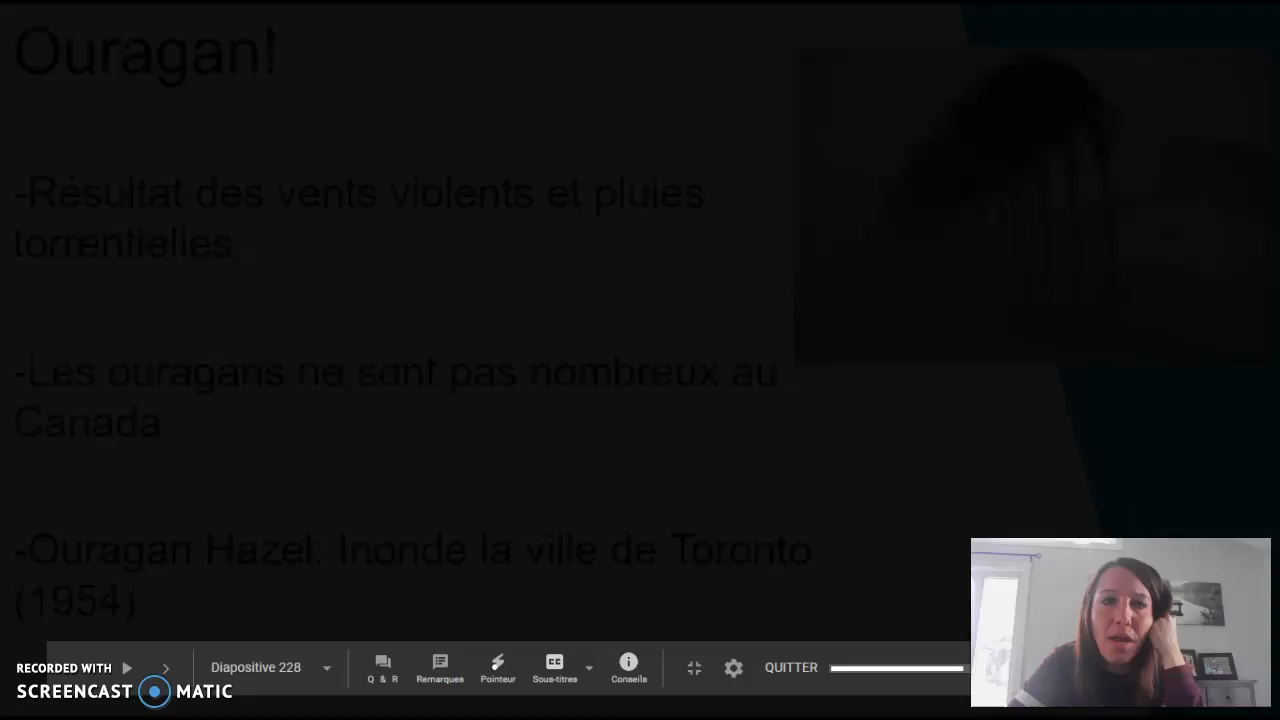 Ouragan!
-Résultat des vents violents et pluies
torrentielles
-Les ouragans ne sont pas nombreux au
Canada
-Ouragan Hazel: Inonde la ville de Toronto
(1954)
Diapositive 228
Q & R
Remarques
Pointeur
Sous-titres
Conseils
QUITTER
RECORDED WITH
SCREENCAST MATIC